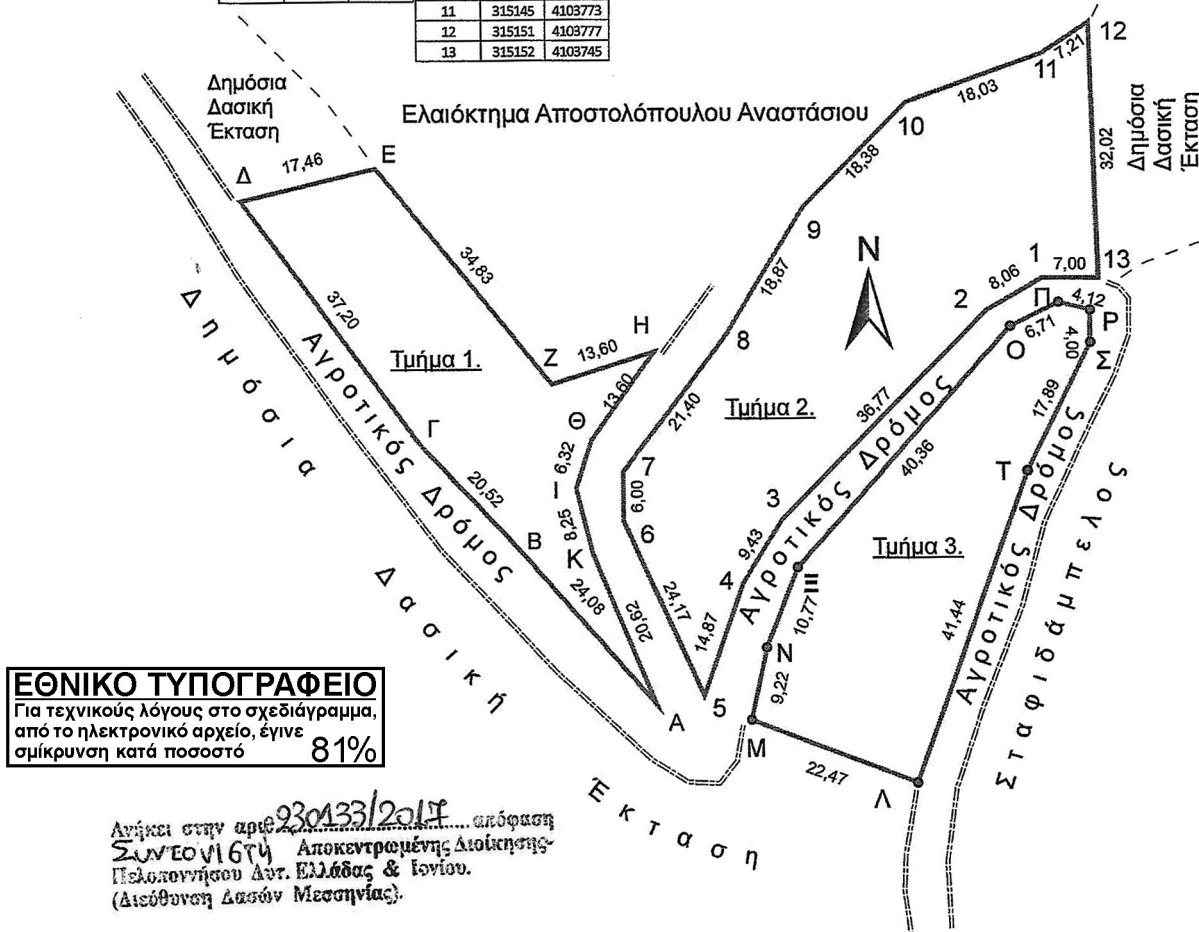 11 315145 4103773
12 315151 4103777
13 315152 4103745
Δημόσια
Δασική
Έκταση
Ελαιόκτημα Αποστολόπουλου Αναστάσιου
Δημόσια
Δασική
Έκταση
Δ
17,46
Ε
34,83
37,20
Τμήμα 1.
Ζ
13,60
Η
13,60
Θ
6,32
Ι
8,25
Κ
20,62
Γ
20,52
Β
24,08
Α
Αγροτικός Δρόμος
Δημόσια
Δασική
Έκταση
12
7,21
11
18,03
10
18,38
9
18,87
8
21,40
7
6,00
6
24,17
5
14,87
4
9,43
3
36,77
2
8,06
1
7,00
13
32,02
N
Τμήμα 2.
Αγροτικός Δρόμος
Π
4,12
Ρ
4,00
Σ
17,89
Τ
41,44
Λ
22,47
Μ
9,22
Ν
10,77
Ξ
40,36
Ο
6,71
Τμήμα 3.
Αγροτικός Δρόμος
Σταφιδάμπελος
ΕΘΝΙΚΟ ΤΥΠΟΓΡΑΦΕΙΟ
Για τεχνικούς λόγους στο σχεδιάγραμμα,
από το ηλεκτρονικό αρχείο, έγινε
σμίκρυνση κατά ποσοστό 81%
Ανήκει στην αριθ 230133/2017 απόφαση
Συντονιστή Αποκεντρωμένης Διοίκησης-
Πελοποννήσου Δυτ. Ελλάδας & Ιονίου.
(Διεύθυνση Δασών Μεσσηνίας).